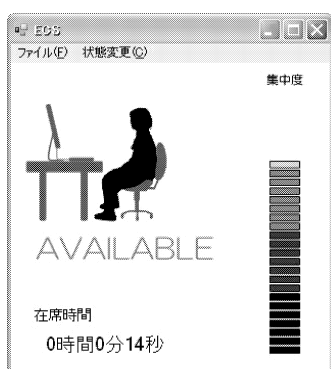 EGS
ファイル(F) 状態変更(C)
集中度
AVAILABLE
在席時間
0時間0分14秒